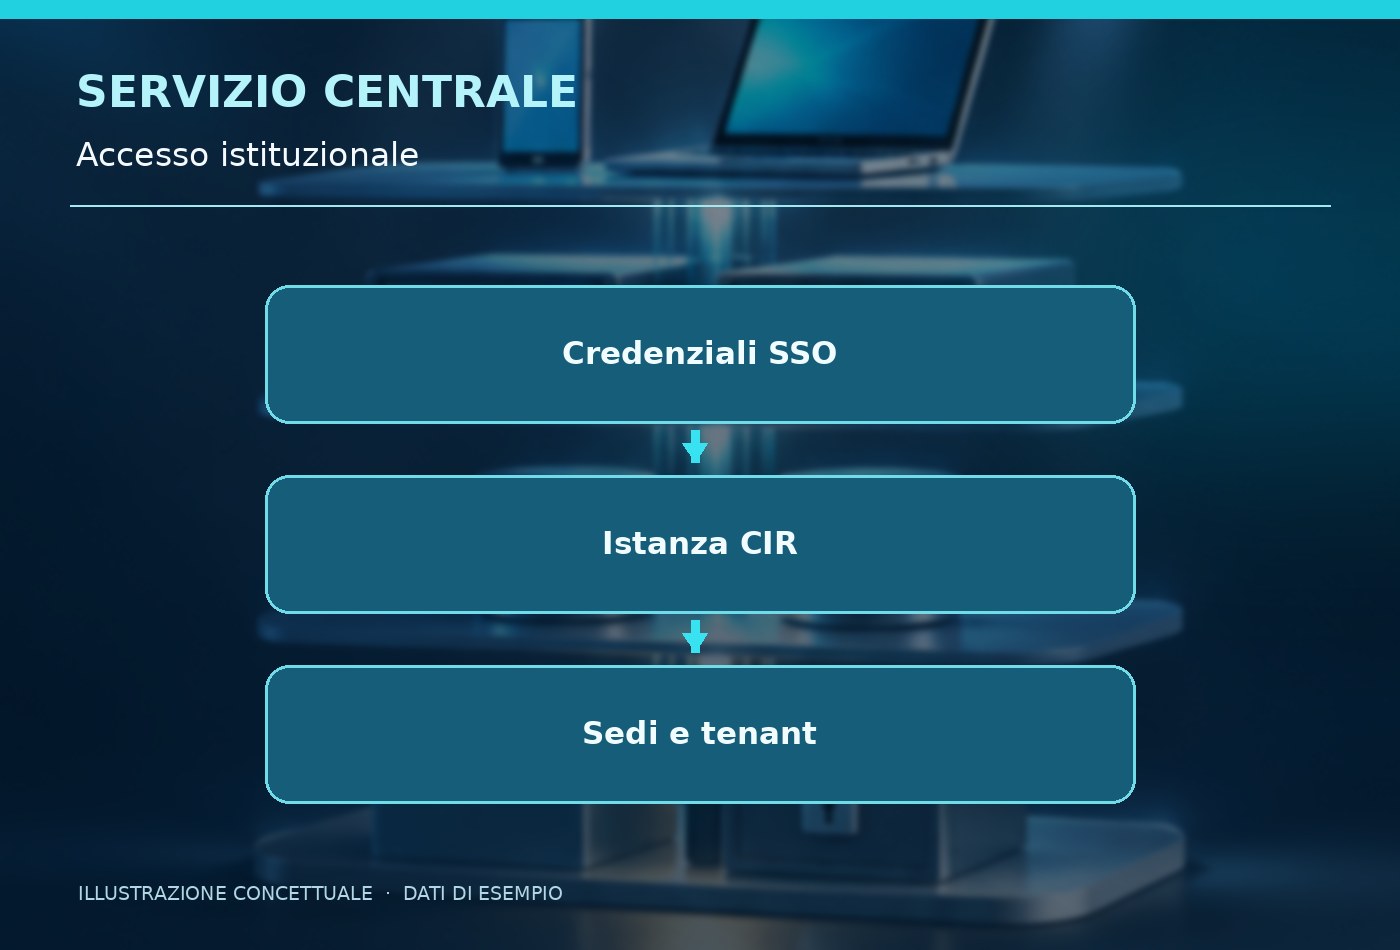 SERVIZIO CENTRALE
Accesso istituzionale
Credenziali SSO
Istanza CIR
Sedi e tenant
ILLUSTRAZIONE CONCETTUALE · DATI DI ESEMPIO